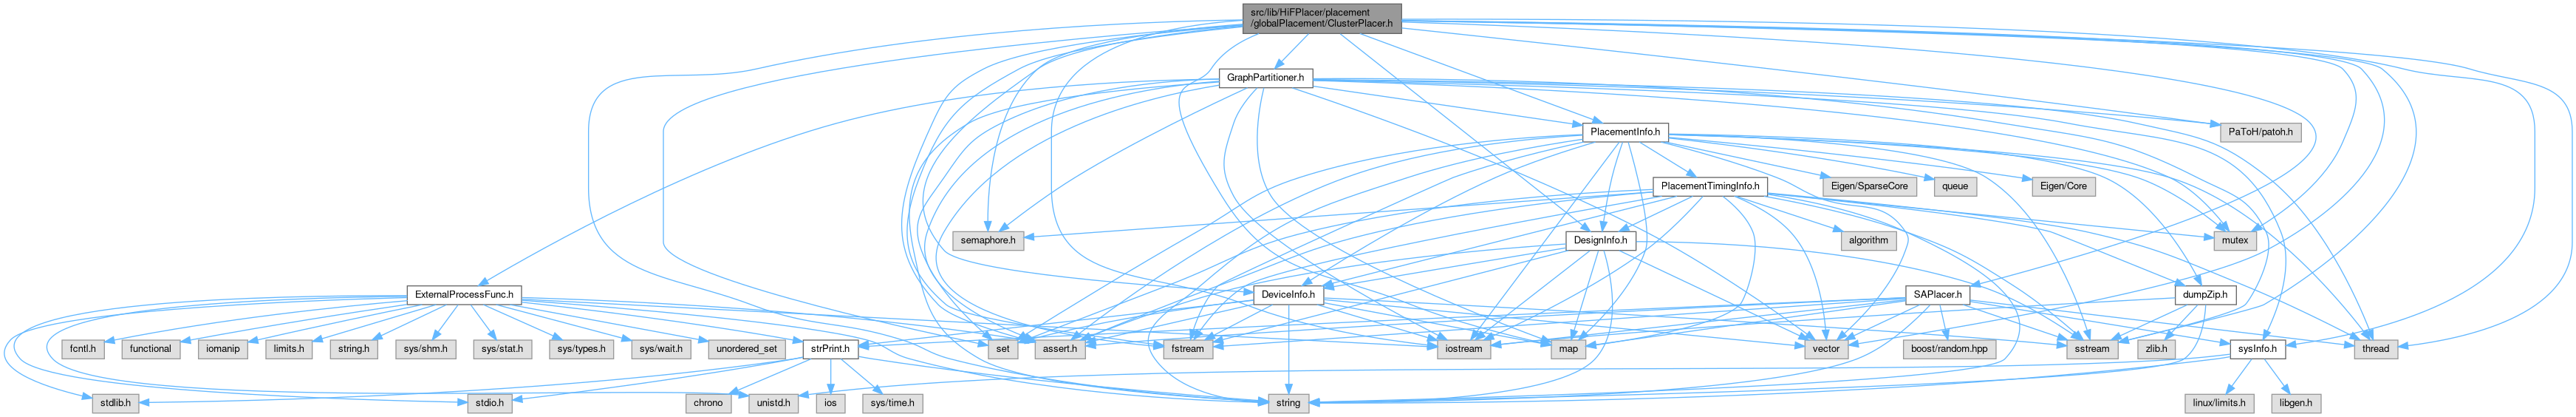 src/lib/HiFPlacer/placement
/globalPlacement/ClusterPlacer.h
GraphPartitioner.h
PlacementInfo.h
PaToH/patoh.h
PlacementTimingInfo.h
Eigen/SparseCore
queue
Eigen/Core
semaphore.h
DesignInfo.h
algorithm
mutex
ExternalProcessFunc.h
DeviceInfo.h
SAPlacer.h
dumpZip.h
fcntl.h
functional
iomanip
limits.h
string.h
sys/shm.h
sys/stat.h
sys/types.h
sys/wait.h
unordered_set
strPrint.h
set
assert.h
fstream
iostream
map
vector
boost/random.hpp
sstream
zlib.h
sysInfo.h
thread
stdlib.h
stdio.h
chrono
unistd.h
ios
sys/time.h
string
linux/limits.h
libgen.h